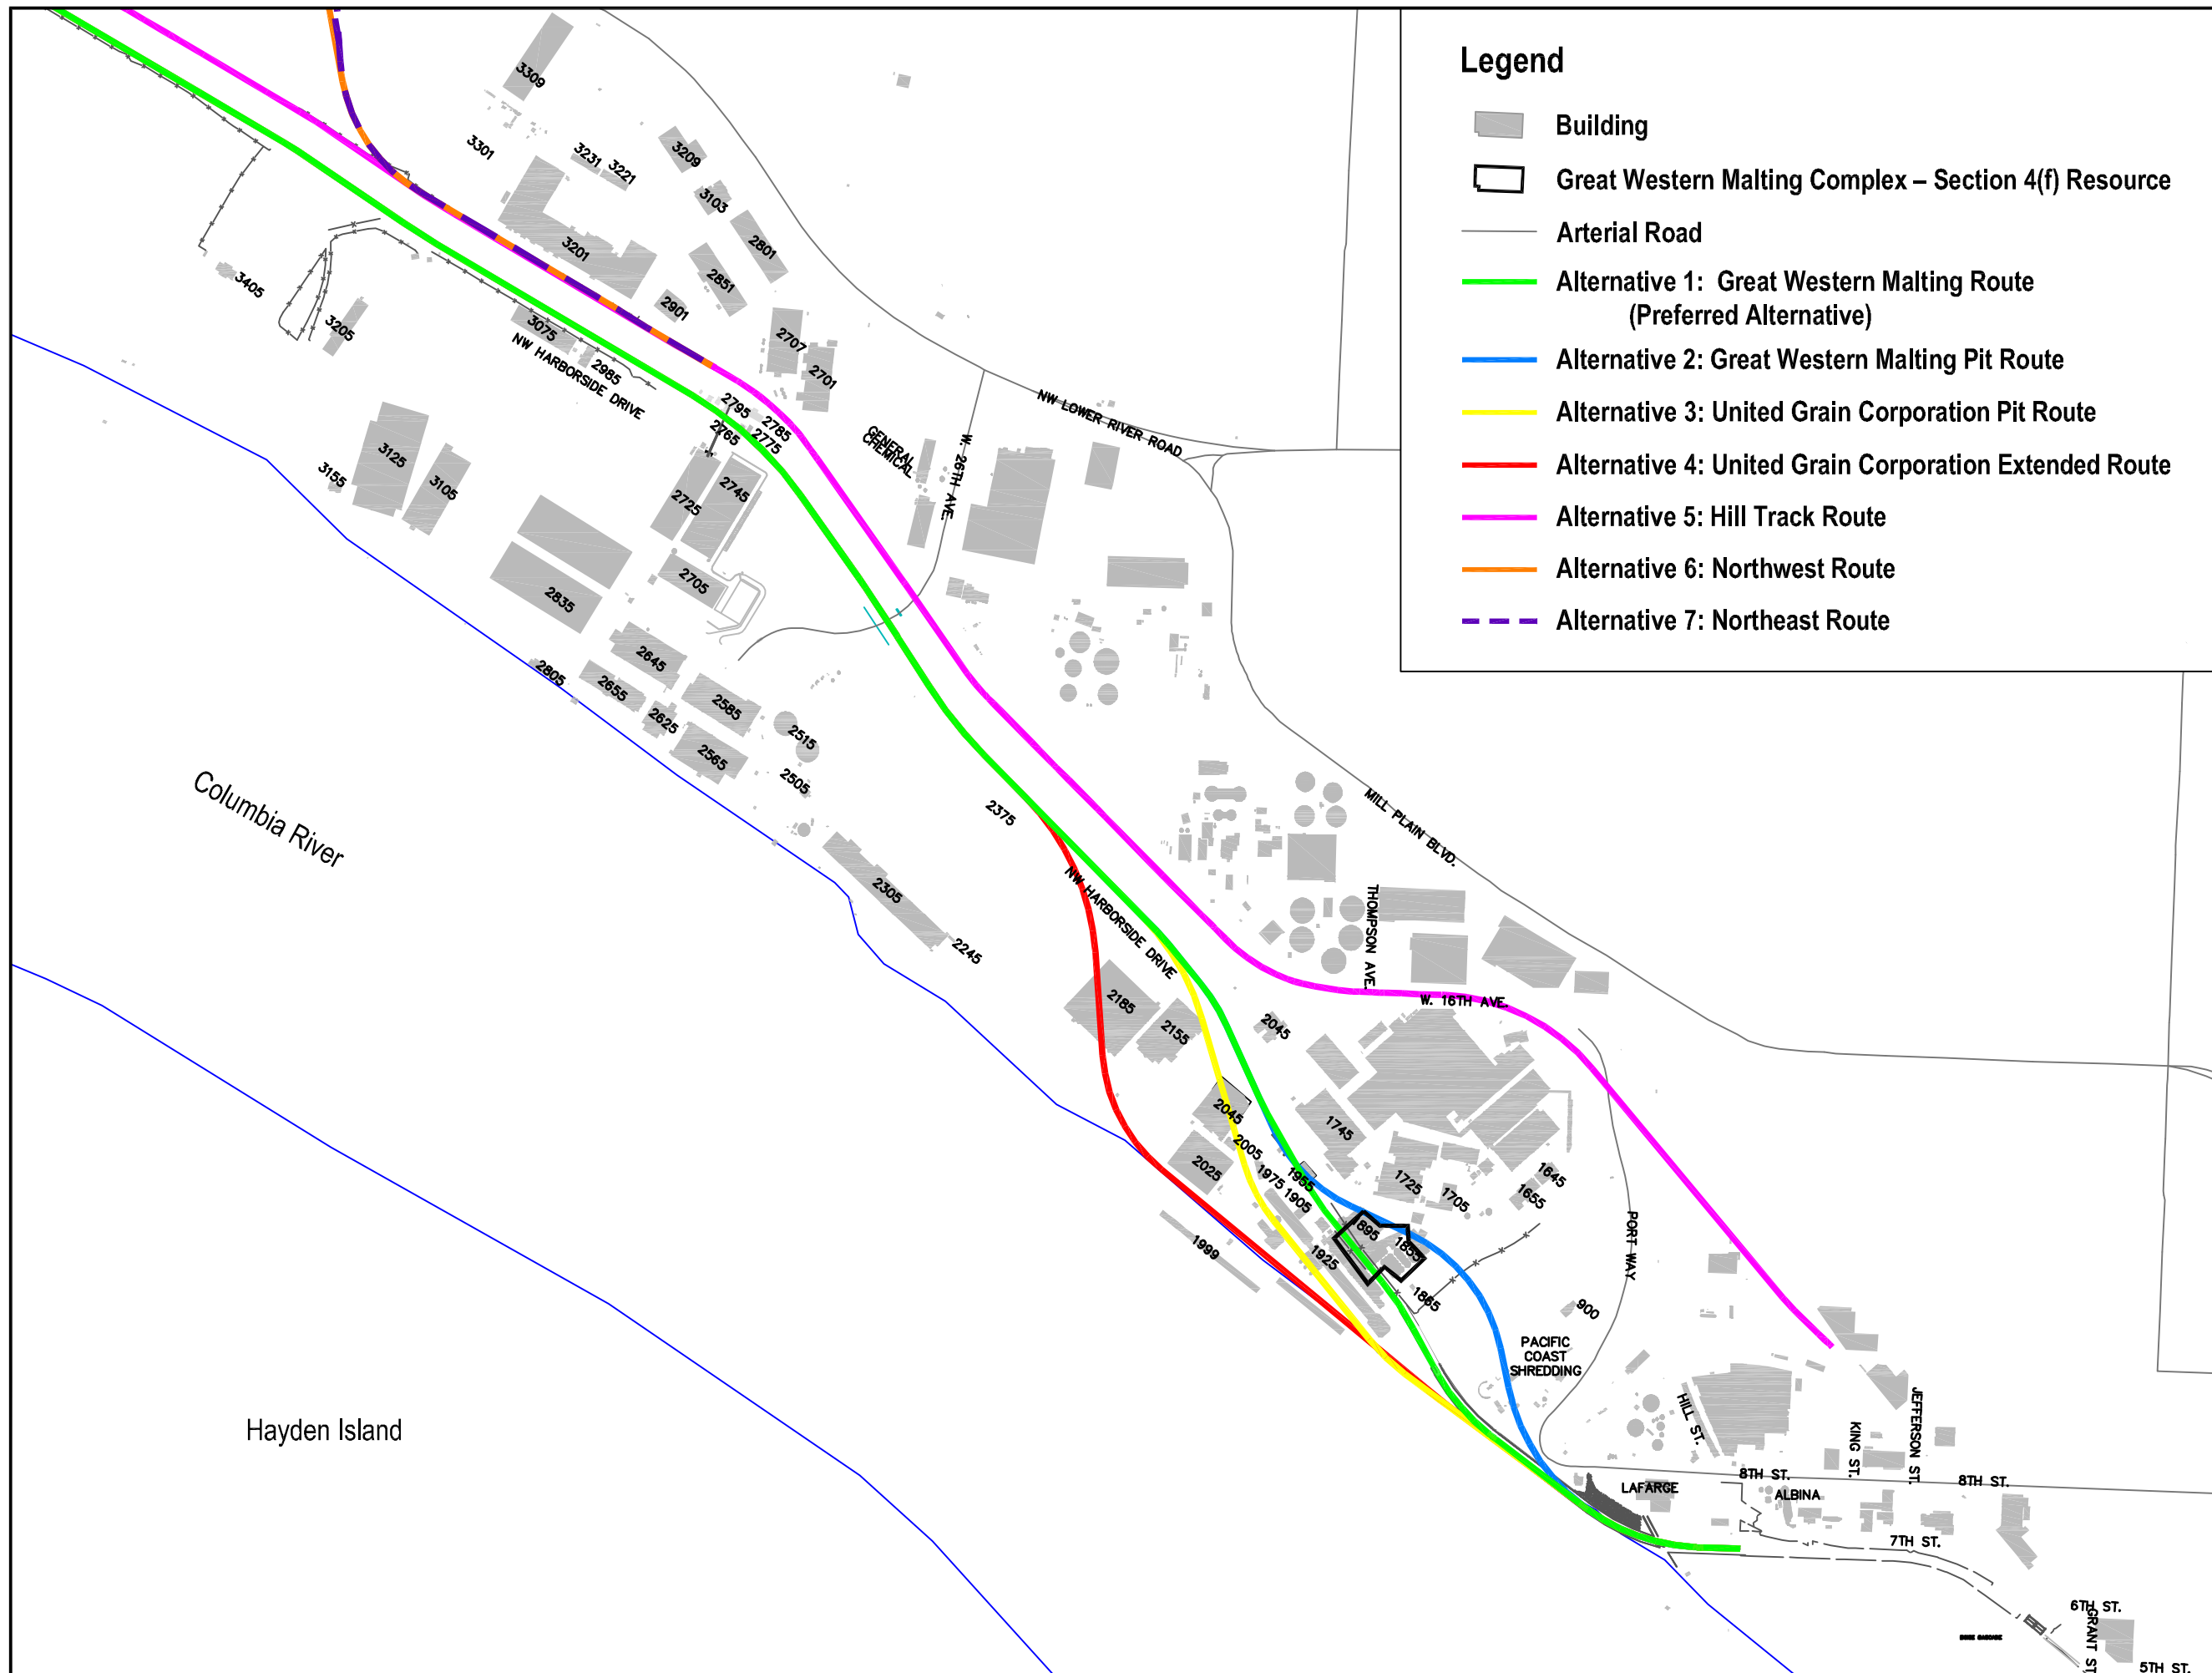 Legend
Building
Great Western Malting Complex – Section 4(f) Resource
Arterial Road
Alternative 1: Great Western Malting Route
(Preferred Alternative)
Alternative 2: Great Western Malting Pit Route
Alternative 3: United Grain Corporation Pit Route
Alternative 4: United Grain Corporation Extended Route
Alternative 5: Hill Track Route
Alternative 6: Northwest Route
Alternative 7: Northeast Route
3309
3301
3231
3221
3209
3103
3201
2801
2851
2901
3405
3205
3075
2985
NW HARBORSIDE DRIVE
2707
2701
2795
2785
2765
2775
NW LOWER RIVER ROAD
GENERAL
CHEMICAL
W. 26TH AVE.
3125
3155
3105
2725
2745
2705
2835
2645
2805
2655
2625
2585
2565
2515
2505
Columbia River
2375
MILL PLAIN BLVD.
2305
2245
NW HARBORSIDE DRIVE
THOMPSON AVE.
2185
2155
2045
W. 16TH AVE.
2045
2005
2025
1975
1955
1905
1745
1725
1705
1645
1655
895
1855
1925
1999
1865
PORT WAY
900
PACIFIC
COAST
SHREDDING
Hayden Island
HILL ST.
KING ST.
JEFFERSON ST.
8TH ST.
8TH ST.
LAFARGE
ALBINA
7TH ST.
6TH ST.
GRANT ST
5TH ST.